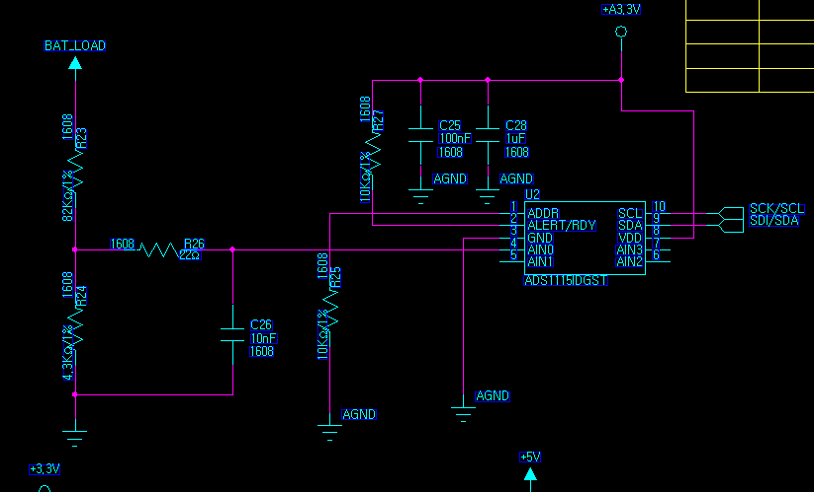 +A3,3V
BAT_LOAD
1608
R23
82KΩ/1%
1608
R27
10KΩ/1%
C25
100nF
1608
C28
1uF
1608
AGND
AGND
U2
1
2
3
4
5
ADDR
ALERT/RDY
GND
AIN0
AIN1
SCL
SDA
VDD
AIN3
AIN2
10
9
8
7
6
SCK/SCL
SDI/SDA
ADS1115IDGST
1608
R26
22Ω
1608
R24
4,3KΩ/1%
C26
10nF
1608
1608
R25
10KΩ/1%
AGND
AGND
+3,3V
+5V